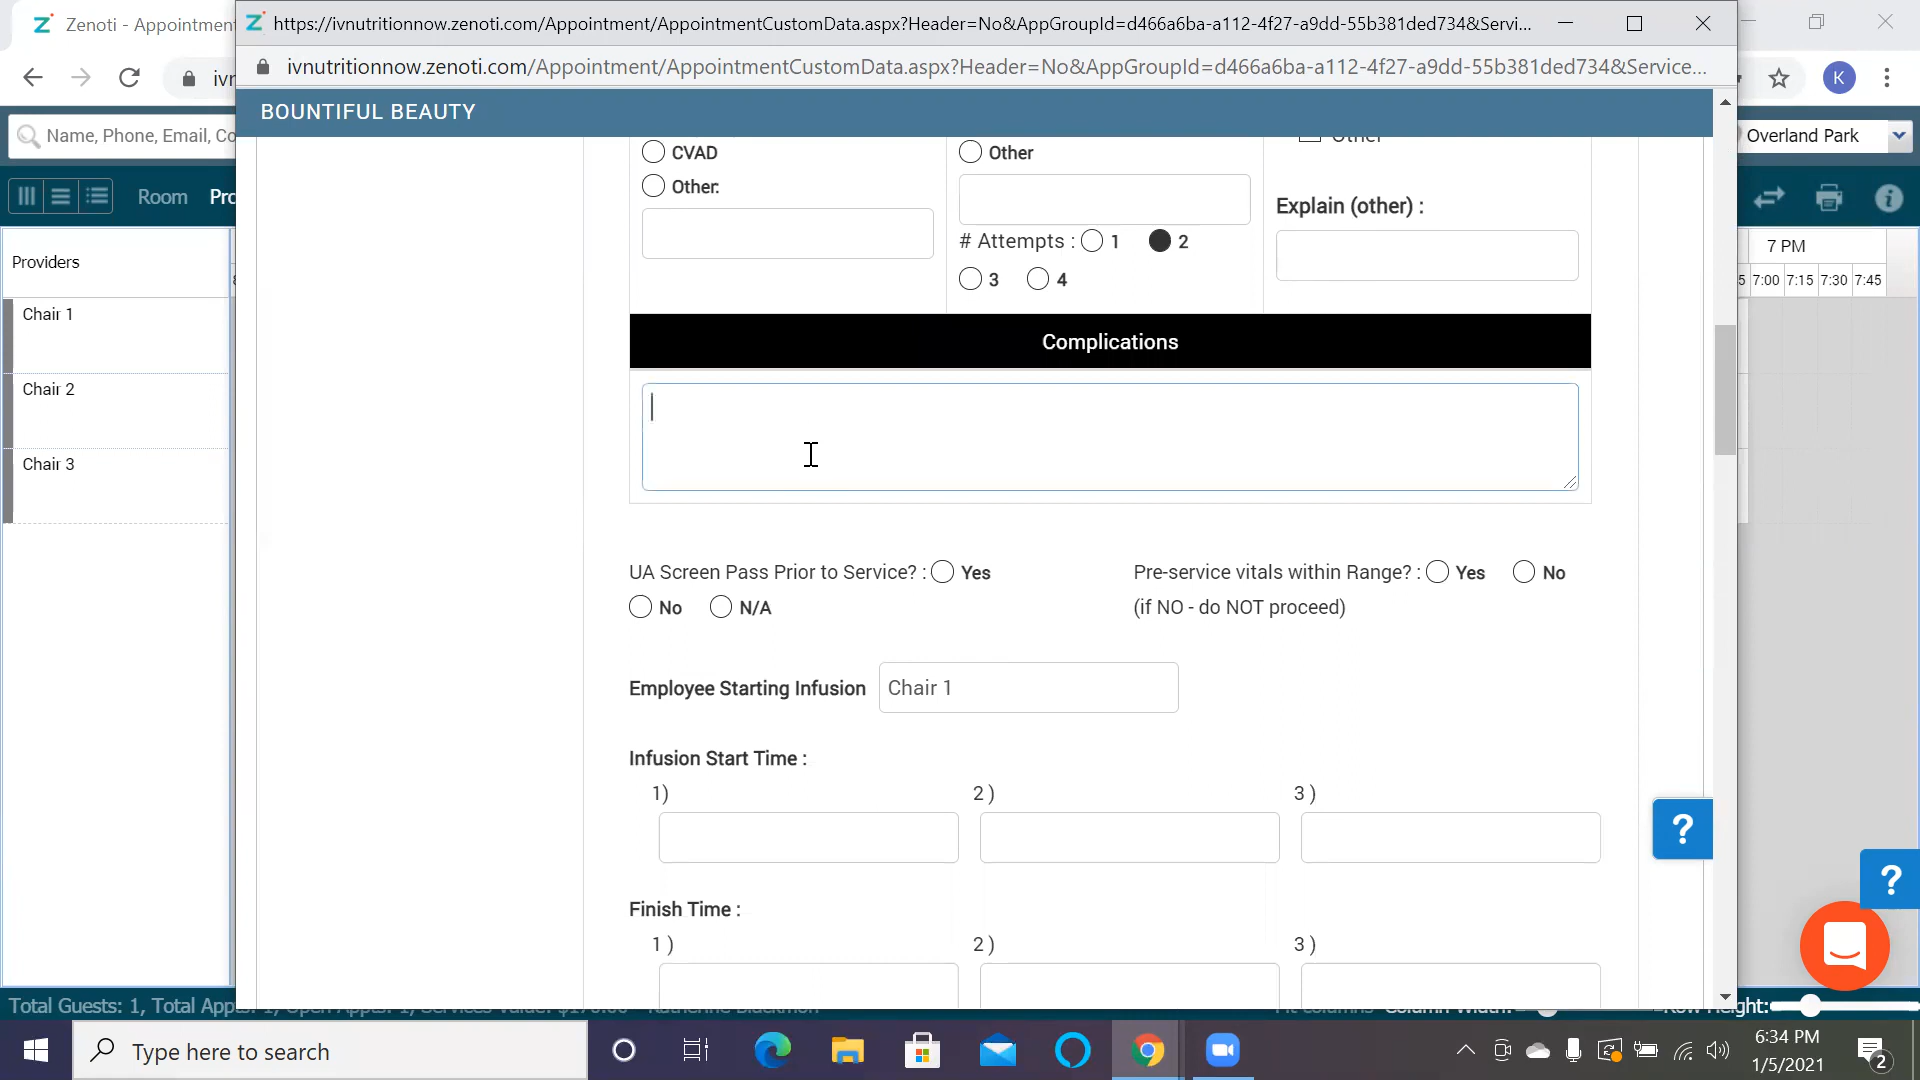 Zenoti - Appointment
https://ivnutritionnow.zenoti.com/Appointment/AppointmentCustomData.aspx?Header=No&AppGroupId=d466a6ba-a112-4f27-a9dd-55b381ded734&Servi...
ivnutritionnow.zenoti.com/Appointment/AppointmentCustomData.aspx?Header=No&AppGroupId=d466a6ba-a112-4f27-a9dd-55b381ded734&Service...
K
BOUNTIFUL BEAUTY
Name, Phone, Email, Co
Overland Park
Room
Providers
7 PM
7:00 7:15 7:30 7:45
Chair 1
Chair 2
Chair 3
CVAD
Other:
Other
Other
# Attempts : 1 2
3 4
Explain (other) :
Complications
UA Screen Pass Prior to Service? : Yes
No N/A
Pre-service vitals within Range? : Yes No
(if NO - do NOT proceed)
Employee Starting Infusion Chair 1
Infusion Start Time :
1) 2 ) 3 )
Finish Time :
1 ) 2 ) 3 )
?
?
Total Guests: 1, Total App
Type here to search
6:34 PM
1/5/2021
2